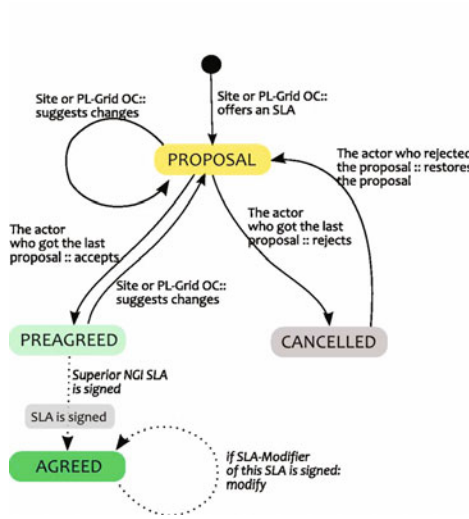 Site or PL-Grid OC::
suggests changes
Site or PL-Grid OC::
offers an SLA
PROPOSAL
The actor who rejected
the proposal :: restores
the proposal
The actor
who got the last
proposal :: accepts
The actor
who got the last
proposal :: rejects
Site or PL-Grid OC::
suggests changes
PREAGREED
CANCELLED
Superior NGI SLA
is signed
SLA is signed
AGREED
if SLA-Modifier
of this SLA is signed:
modify